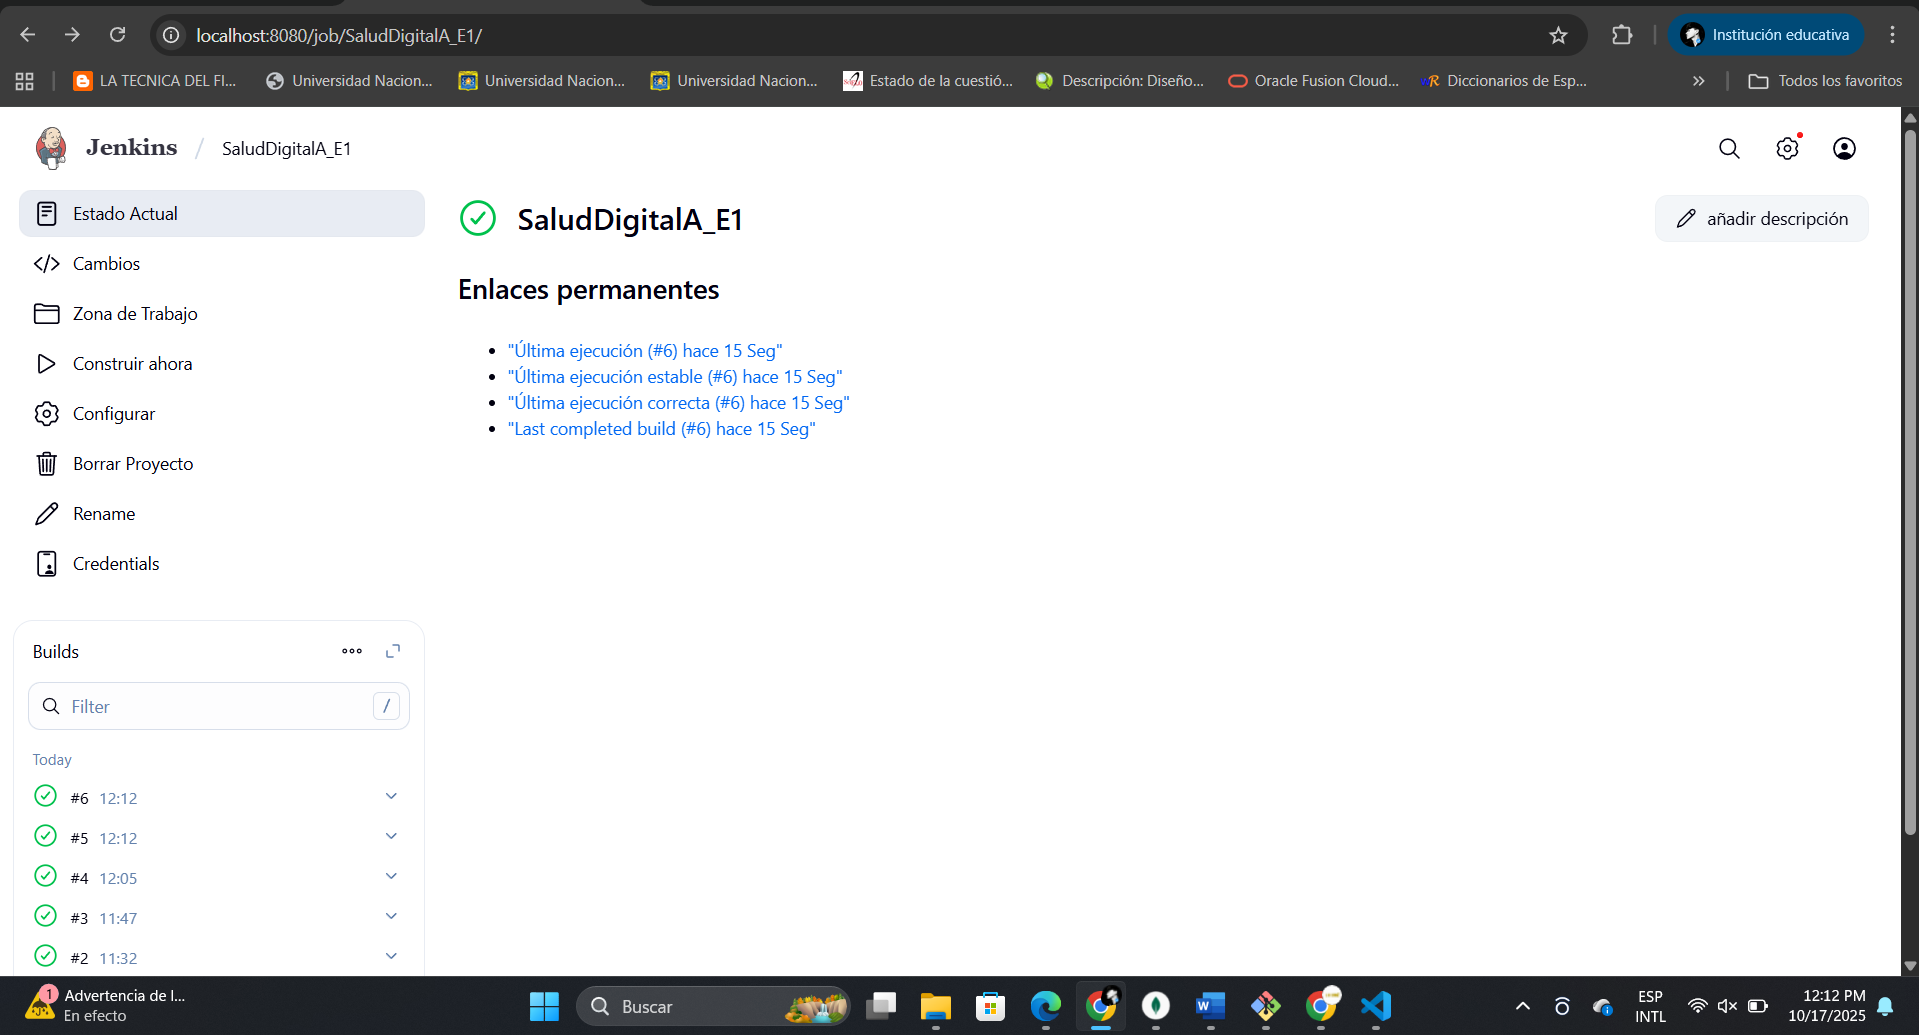 localhost:8080/job/SaludDigitalA_E1/
Institución educativa
LA TECNICA DEL FI...
Universidad Nacion...
Universidad Nacion...
Universidad Nacion...
Estado de la cuestió...
Descripción: Diseño...
Oracle Fusion Cloud...
Diccionarios de Esp...
Todos los favoritos
Jenkins / SaludDigitalA_E1
Estado Actual
Cambios
Zona de Trabajo
Construir ahora
Configurar
Borrar Proyecto
Rename
Credentials
SaludDigitalA_E1
añadir descripción
Enlaces permanentes
"Última ejecución (#6) hace 15 Seg"
"Última ejecución estable (#6) hace 15 Seg"
"Última ejecución correcta (#6) hace 15 Seg"
"Last completed build (#6) hace 15 Seg"
Builds
Filter /
Today
#6 12:12
#5 12:12
#4 12:05
#3 11:47
#2 11:32
1
Advertencia de l...
En efecto
Buscar
ESP
INTL
12:12 PM
10/17/2025